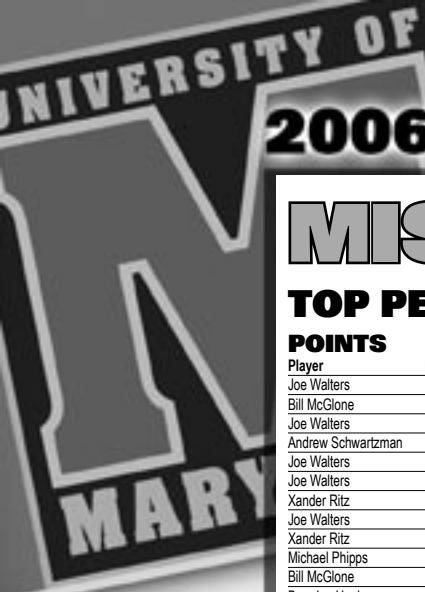 UNIVERSITY OF
2006
MARY
MIS
TOP PE
POINTS
Player
Joe Walters
Bill McGlone
Joe Walters
Andrew Schwartzman
Joe Walters
Joe Walters
Xander Ritz
Joe Walters
Xander Ritz
Michael Phipps
Bill McGlone